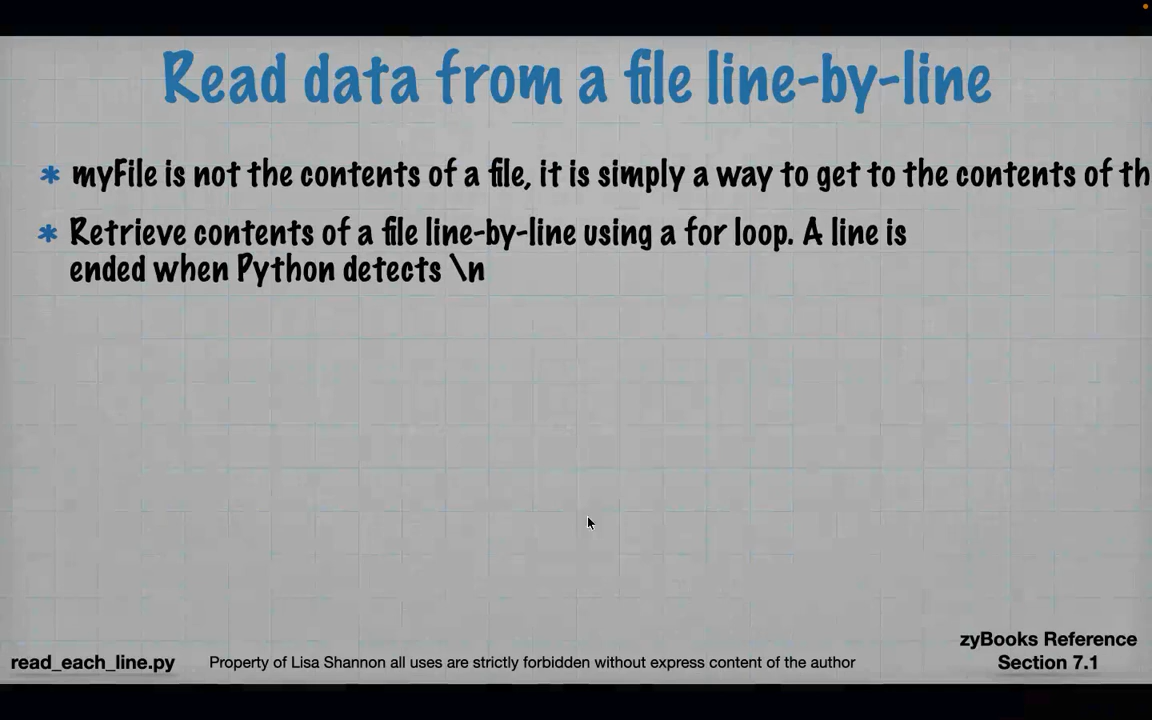 Read data from a file line-by-line
* myFile is not the contents of a file, it is simply a way to get to the contents of th
* Retrieve contents of a file line-by-line using a for loop. A line is
ended when Python detects \n
zyBooks Reference
Section 7.1
read_each_line.py
Property of Lisa Shannon all uses are strictly forbidden without express content of the author